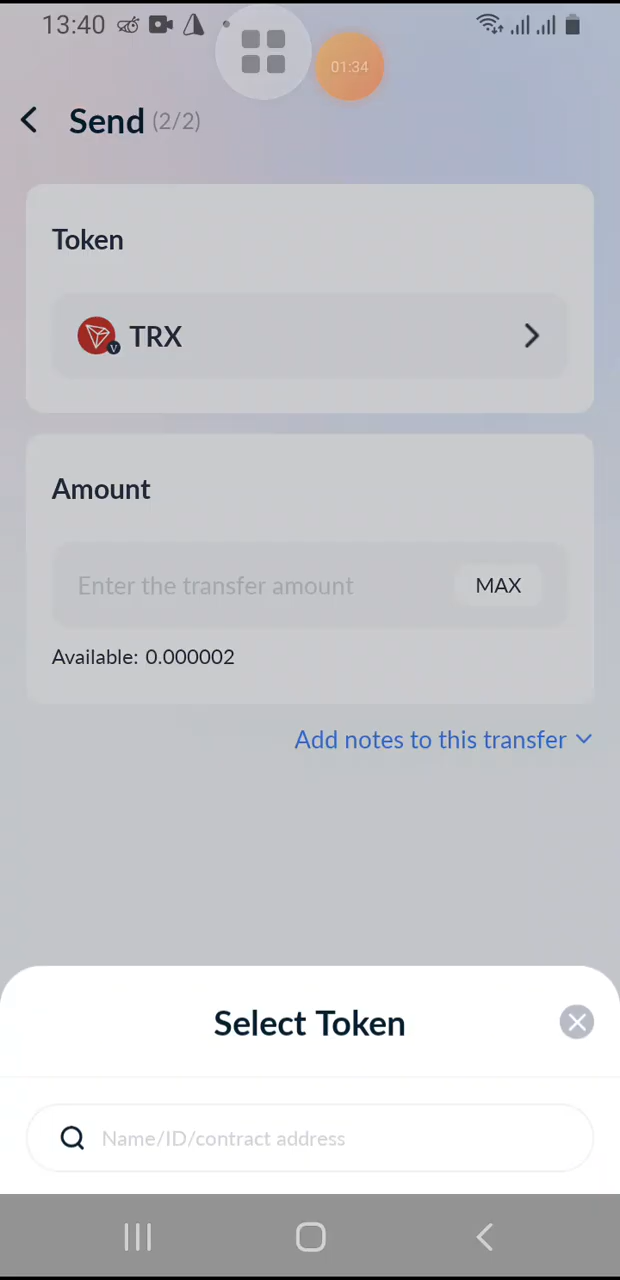 13:40
01:34
Send (2/2)
Token
V TRX
Amount
Enter the transfer amount MAX
Available: 0.000002
Add notes to this transfer
Select Token
Name/ID/contract address